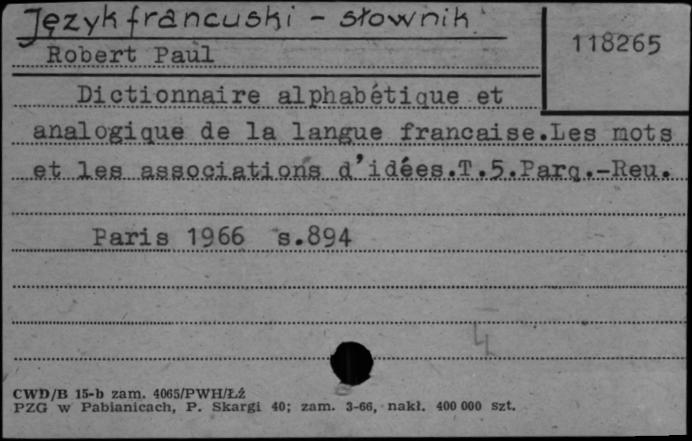 Język francuski - słownik
118265
Robert Paul
Dictionnaire alphabétique et
analogique de la langue francaise.Les mots
et les associations d'idées.T.5.Parq.-Reu.
Paris 1966 s.894
4
CWD/B 15-b zam. 4065/PWH/Łź
PZG w Pabianicach, P. Skargi 40; zam. 3-66, nakł. 400 000 szt.